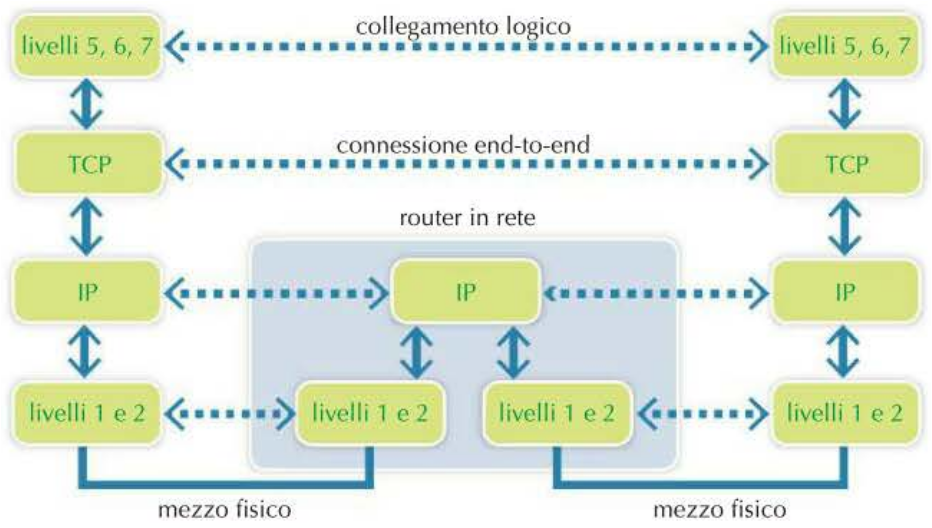 collegamento logico
livelli 5, 6, 7
livelli 5, 6, 7
connessione end-to-end
TCP
TCP
router in rete
IP
IP
IP
livelli 1 e 2
livelli 1 e 2
livelli 1 e 2
livelli 1 e 2
mezzo fisico
mezzo fisico